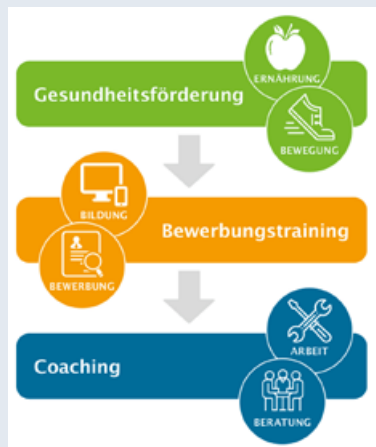 ERNÄHRUNG
Gesundheitsförderung
BEWEGUNG
BILDUNG
Bewerbungstraining
BEWERBUNG
ARBEIT
Coaching
BERATUNG